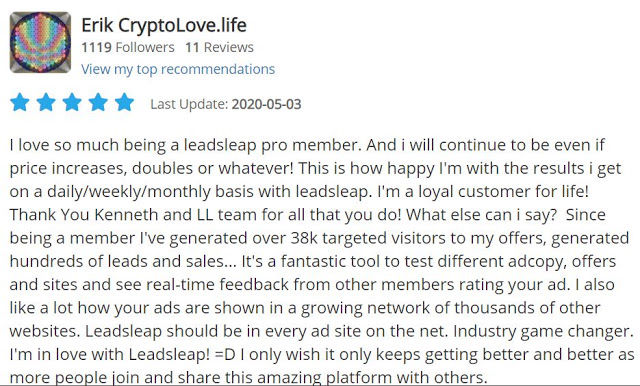 Erik CryptoLove.life
1119 Followers 11 Reviews
View my top recommendations
Last Update: 2020-05-03
I love so much being a leadsleap pro member. And i will continue to be even if
price increases, doubles or whatever! This is how happy I'm with the results i get
on a daily/weekly/monthly basis with leadsleap. I'm a loyal customer for life!
Thank You Kenneth and LL team for all that you do! What else can i say?  Since
being a member I've generated over 38k targeted visitors to my offers, generated
hundreds of leads and sales... It's a fantastic tool to test different adcopy, offers
and sites and see real-time feedback from other members rating your ad. I also
like a lot how your ads are shown in a growing network of thousands of other
websites. Leadsleap should be in every ad site on the net. Industry game changer.
I'm in love with Leadsleap! =D I only wish it only keeps getting better and better as
more people join and share this amazing platform with others.